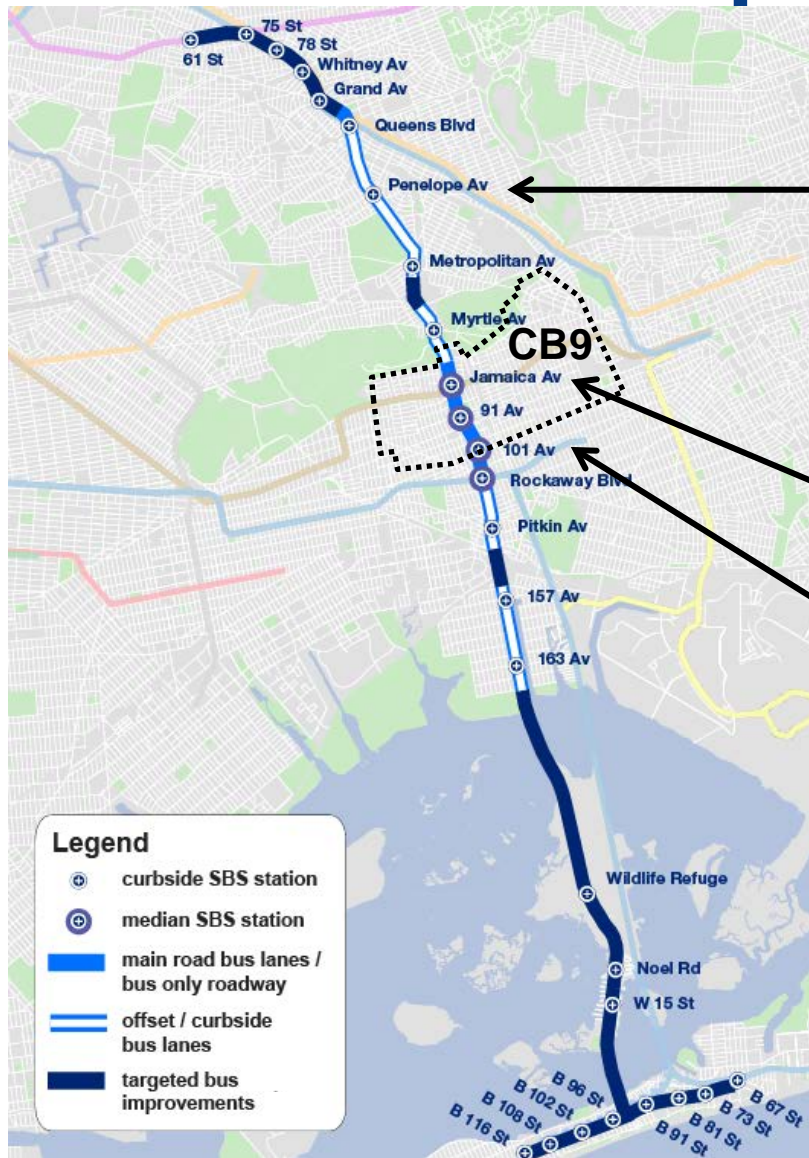 75 St
78 St
61 St
Whitney Av
Grand Av
Queens Blvd
Penelope Av
Metropolitan Av
Myrtle Av
CB9
Jamaica Av
91 Av
101 Av
Rockaway Blvd
Pitkin Av
157 Av
163 Av
Wildlife Refuge
Noel Rd
W 15 St
B 96 St
B 102 St
B 108 St
B 116 St
B 67 St
B 73 St
B 81 St
B 91 St
Legend
curbside SBS station
median SBS station
main road bus lanes /
bus only roadway
offset / curbside
bus lanes
targeted bus
improvements